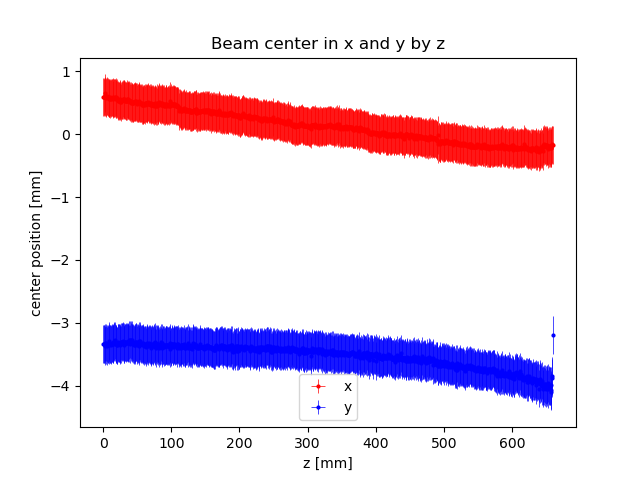 Beam center in x and y by z
center position [mm]
1
0
−1
−2
−3
−4
x
y
0 100 200 300 400 500 600
z [mm]